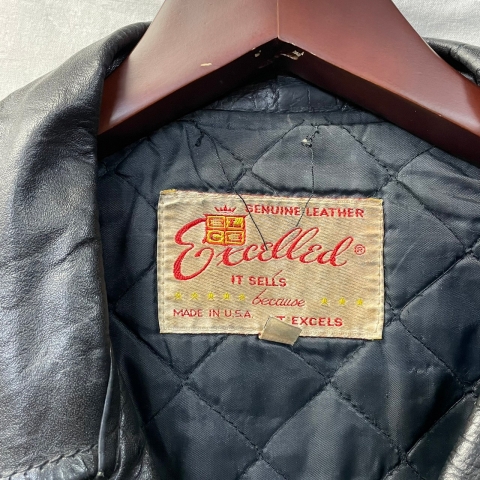 GENUINE LEATHER
Excelled®
IT SELLS
because
MADE IN U.S.A. IT EXCELS